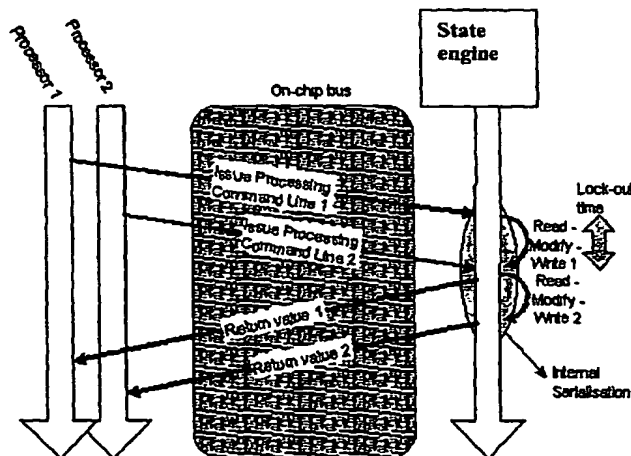 State
engine
Processor 1
Processor 2
On-chip bus
Issue Processing
Command Line 1
Issue Processing
Command Line 2
Lock-out
time
Read -
Modify -
Write 1
Read -
Modify -
Write 2
Return value 1
Return value 2
Internal
Serialisation